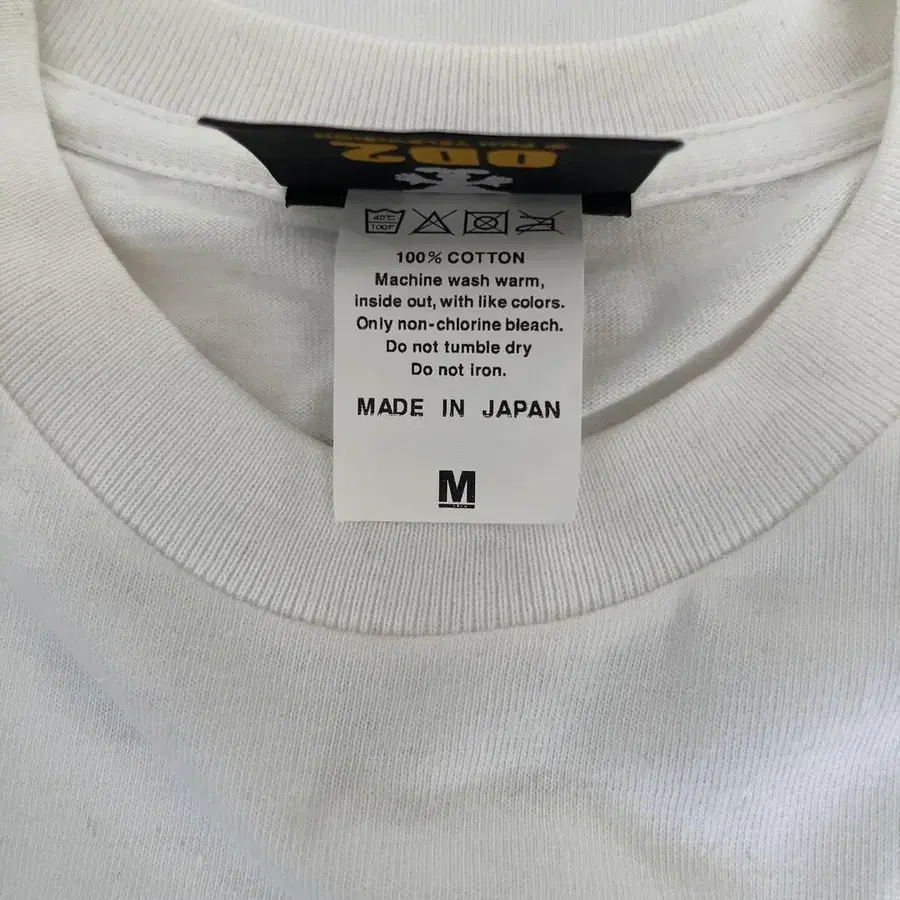 40℃
100F
100% COTTON
Machine wash warm,
inside out, with like colors.
Only non-chlorine bleach.
Do not tumble dry
Do not iron.
MADE IN JAPAN
M